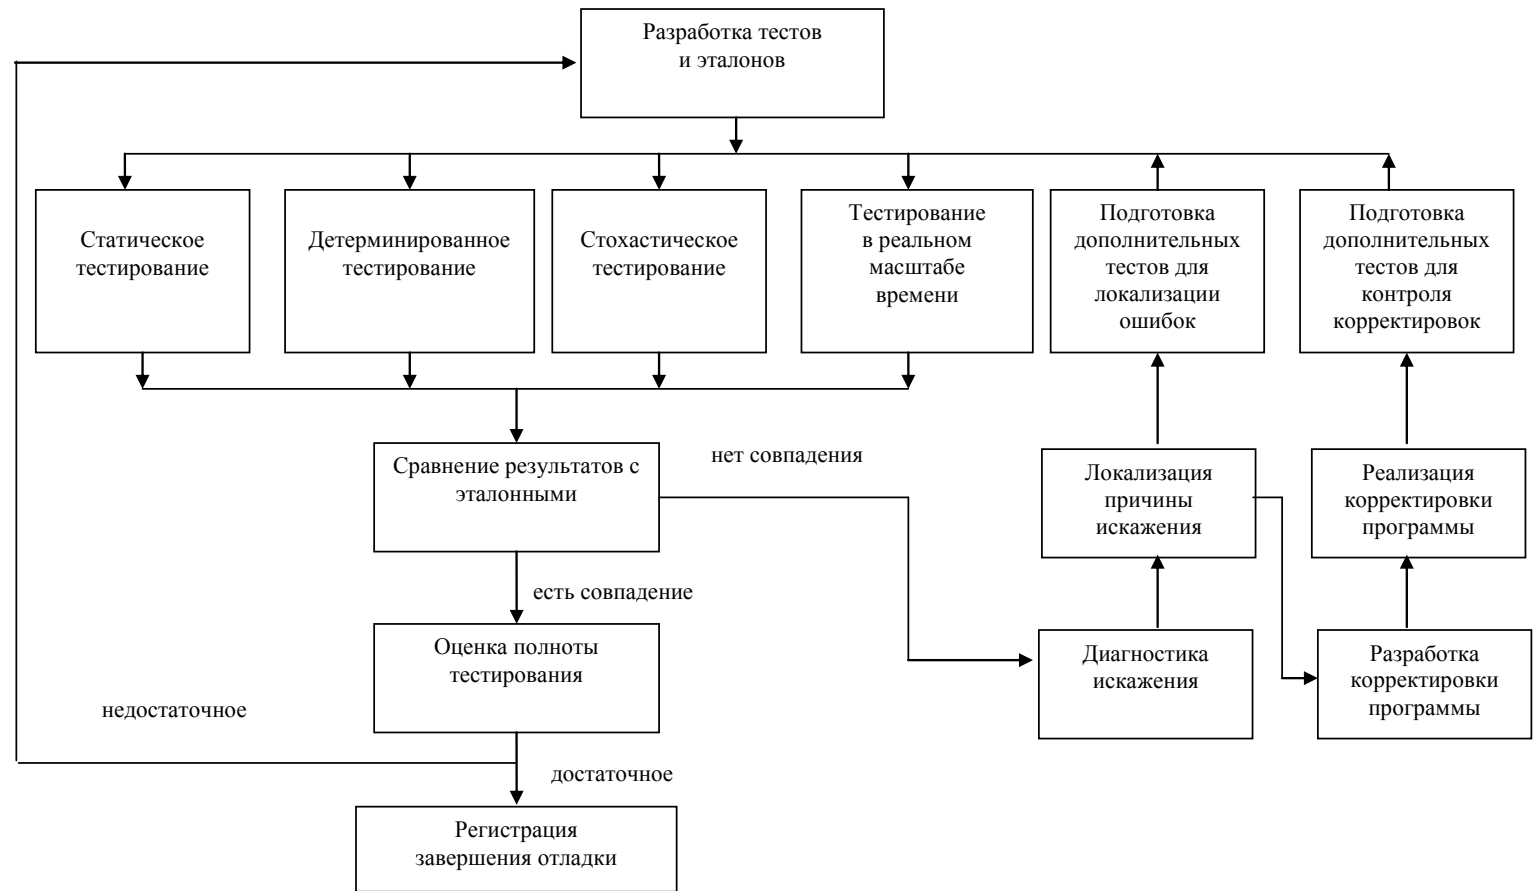 Разработка тестов
и эталонов
Статическое
тестирование
Детерминированное
тестирование
Стохастическое
тестирование
Тестирование
в реальном
масштабе
времени
Подготовка
дополнительных
тестов для
локализации
ошибок
Подготовка
дополнительных
тестов для
контроля
корректировок
Сравнение результатов с
эталонными
нет совпадения
Локализация
причины
искажения
Реализация
корректировки
программы
есть совпадение
Оценка полноты
тестирования
Диагностика
искажения
Разработка
корректировки
программы
недостаточное
достаточное
Регистрация
завершения отладки